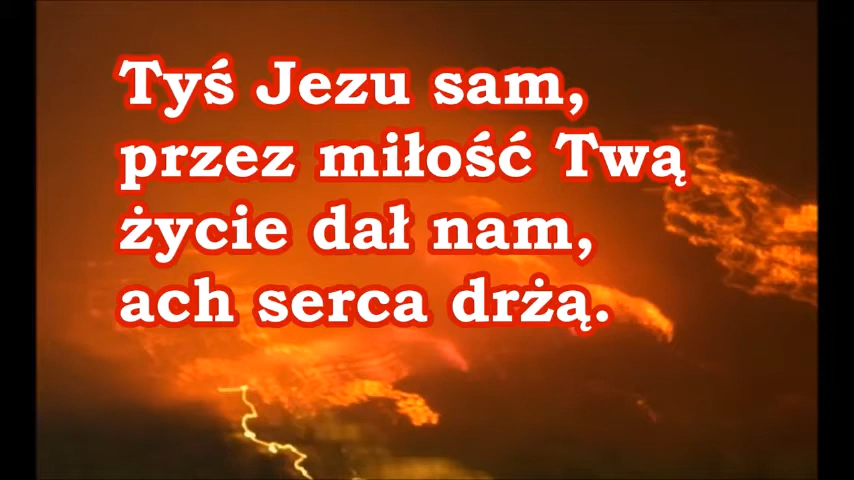 Tyś Jezu sam,
przez miłość Twą
życie dał nam,
ach serca drżą.